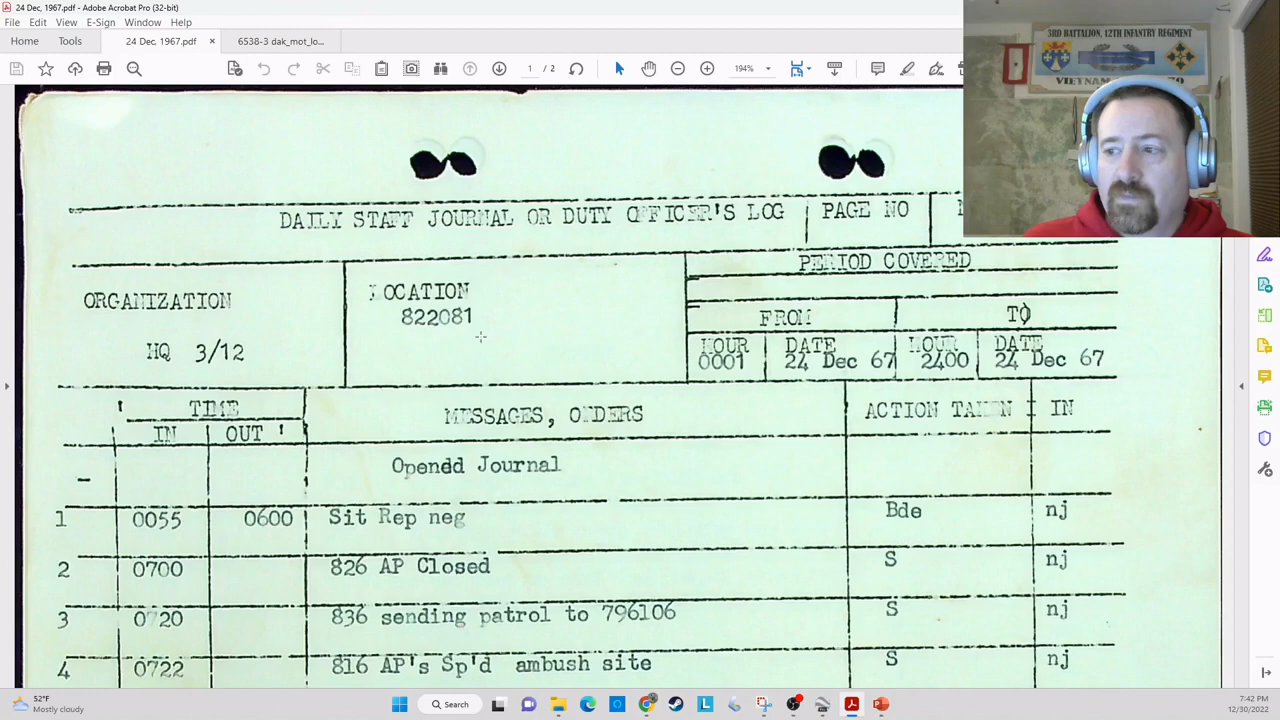 24 Dec, 1967.pdf - Adobe Acrobat Pro (32-bit)
File Edit View E-Sign Window Help
Home Tools 24 Dec, 1967.pdf × 6538-3 dak_mot_lo...
1 / 2 194%
3RD BATTALION, 12TH INFANTRY REGIMENT
DAILY STAFF JOURNAL OR DUTY OFFICER'S LOG PAGE NO
PERIOD COVERED
ORGANIZATION LOCATION
822081
FROM TO
HQ 3/12
HOUR DATE HOUR DATE
0001 24 Dec 67 2400 24 Dec 67
TIME MESSAGES, ORDERS ACTION TAKEN IN
IN OUT
Opened Journal
1 0055 0600 Sit Rep neg Bde nj
2 0700 826 AP Closed S nj
3 0720 836 sending patrol to 796106 S nj
4 0722 816 AP's Sp'd ambush site S nj
52°F
Mostly cloudy
Search
7:42 PM
12/30/2022